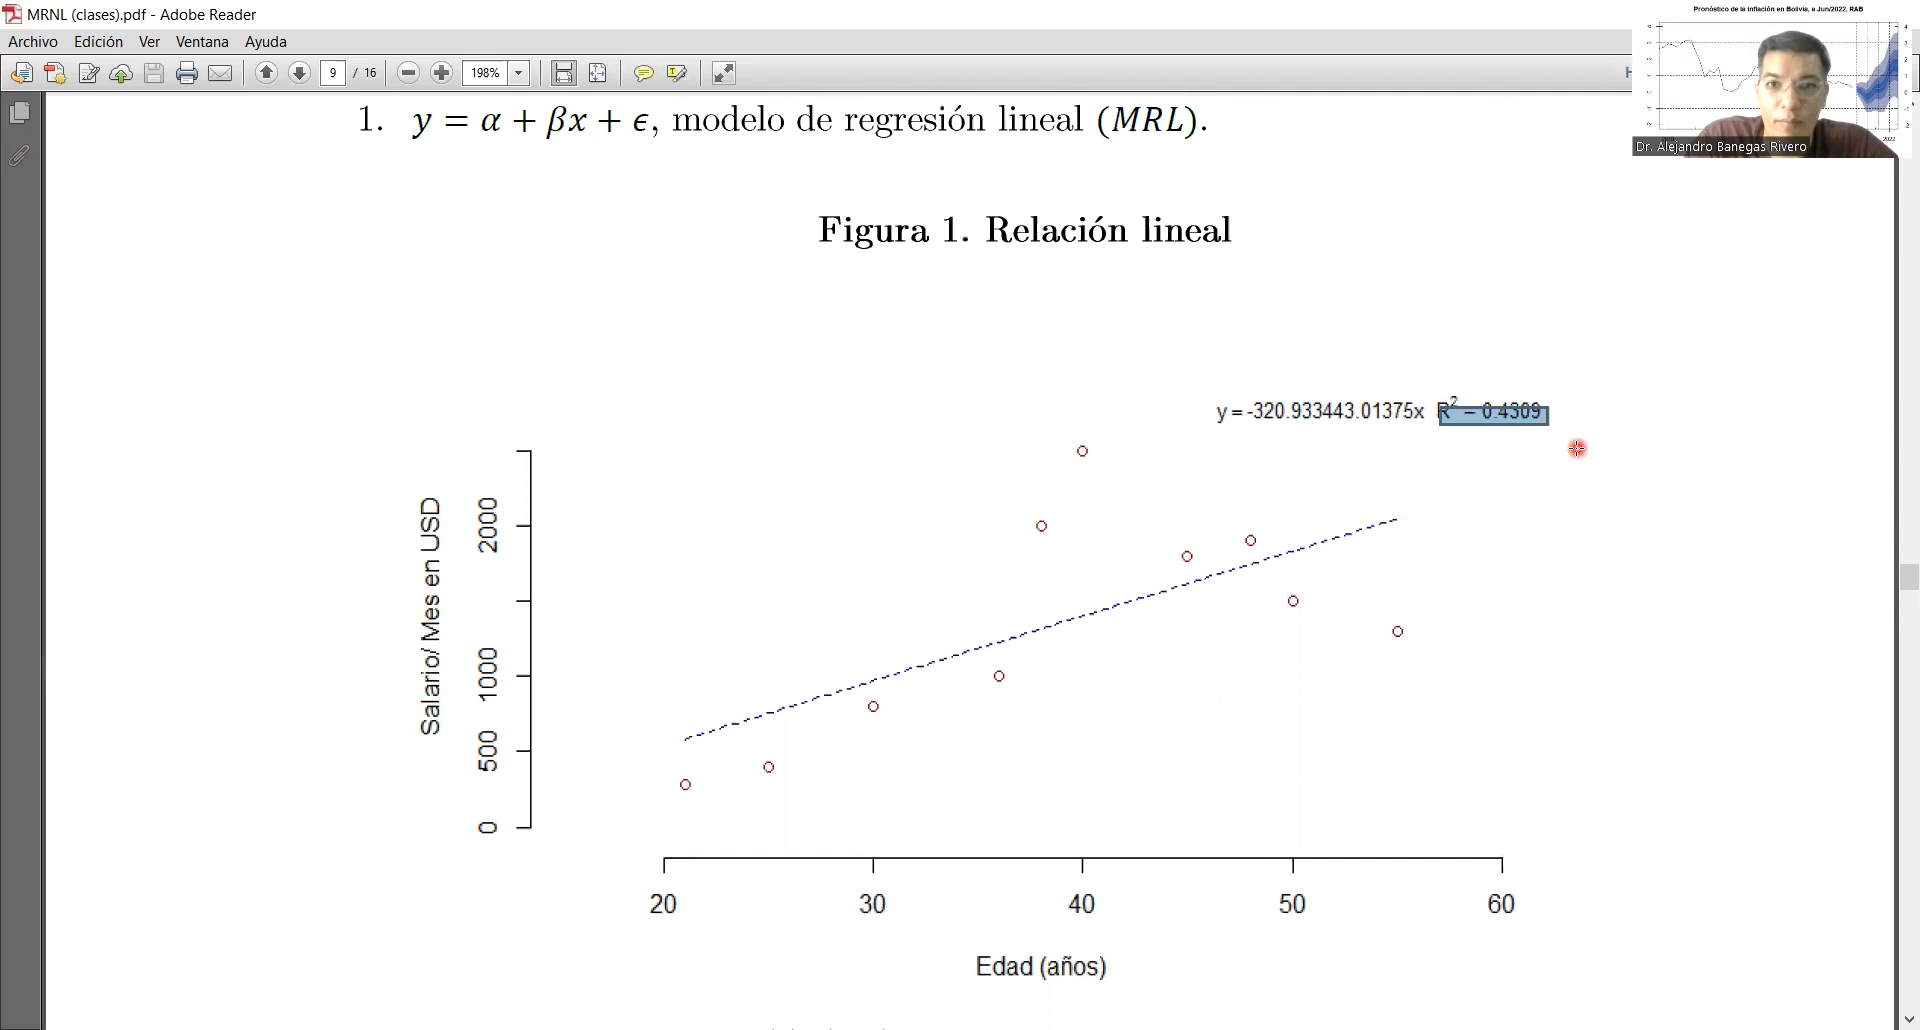 MRNL (clases).pdf - Adobe Reader
Archivo Edición Ver Ventana Ayuda
9 / 16 198%
Pronóstico de la inflación en Bolivia, a Jun/2022, RAB
2022
Dr. Alejandro Banegas Rivero
1. y = α + βx + ϵ, modelo de regresión lineal (MRL).
Figura 1. Relación lineal
y = -320.933443.01375x R² = 0.4309
Salario/ Mes en USD
2000
1000
500
0
20 30 40 50 60
Edad (años)